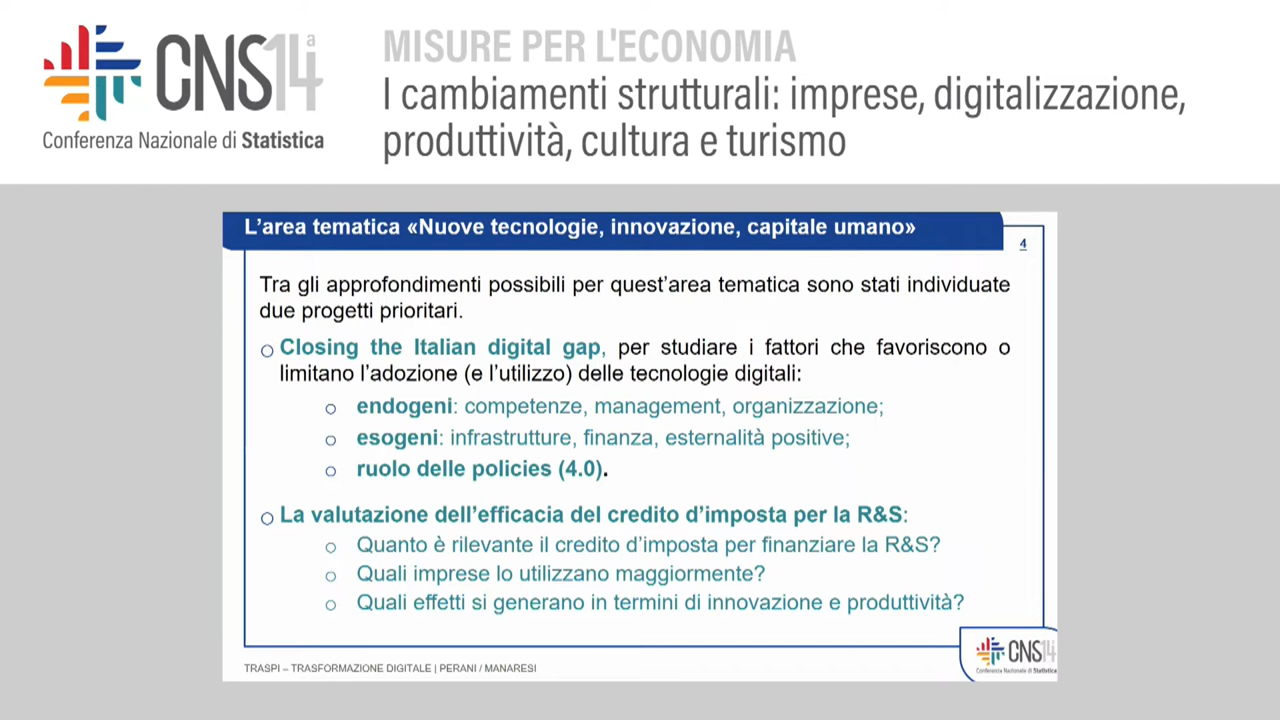 CNS14a
Conferenza Nazionale di Statistica
MISURE PER L'ECONOMIA
I cambiamenti strutturali: imprese, digitalizzazione,
produttività, cultura e turismo
L'area tematica «Nuove tecnologie, innovazione, capitale umano»
4
Tra gli approfondimenti possibili per quest'area tematica sono stati individuate
due progetti prioritari.
Closing the Italian digital gap, per studiare i fattori che favoriscono o
limitano l'adozione (e l'utilizzo) delle tecnologie digitali:
endogeni: competenze, management, organizzazione;
esogeni: infrastrutture, finanza, esternalità positive;
ruolo delle policies (4.0).
La valutazione dell'efficacia del credito d'imposta per la R&S:
Quanto è rilevante il credito d'imposta per finanziare la R&S?
Quali imprese lo utilizzano maggiormente?
Quali effetti si generano in termini di innovazione e produttività?
TRASPI – TRASFORMAZIONE DIGITALE | PERANI / MANARESI
CNS14
Conferenza Nazionale di Statistica